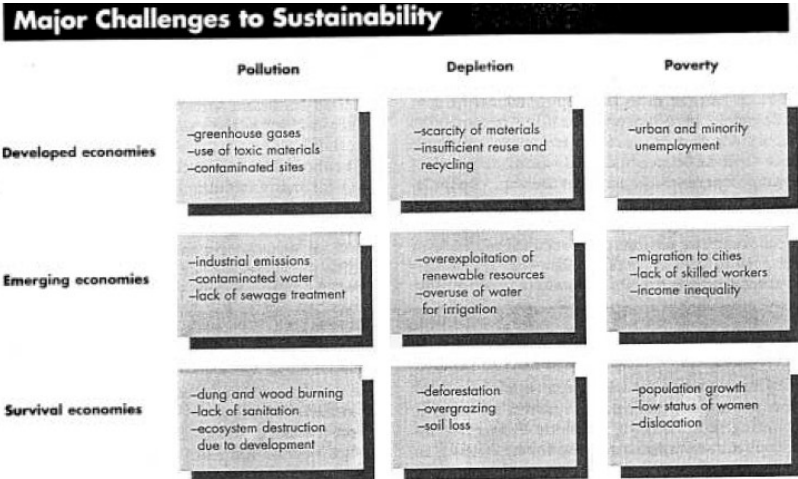 Major Challenges to Sustainability
Pollution
Depletion
Poverty
Developed economies
–greenhouse gases
–use of toxic materials
–contaminated sites
–scarcity of materials
–insufficient reuse and
recycling
–urban and minority
unemployment
Emerging economies
–industrial emissions
–contaminated water
–lack of sewage treatment
–overexploitation of
renewable resources
–overuse of water
for irrigation
–migration to cities
–lack of skilled workers
–income inequality
Survival economies
–dung and wood burning
–lack of sanitation
–ecosystem destruction
due to development
–deforestation
–overgrazing
–soil loss
–population growth
–low status of women
–dislocation